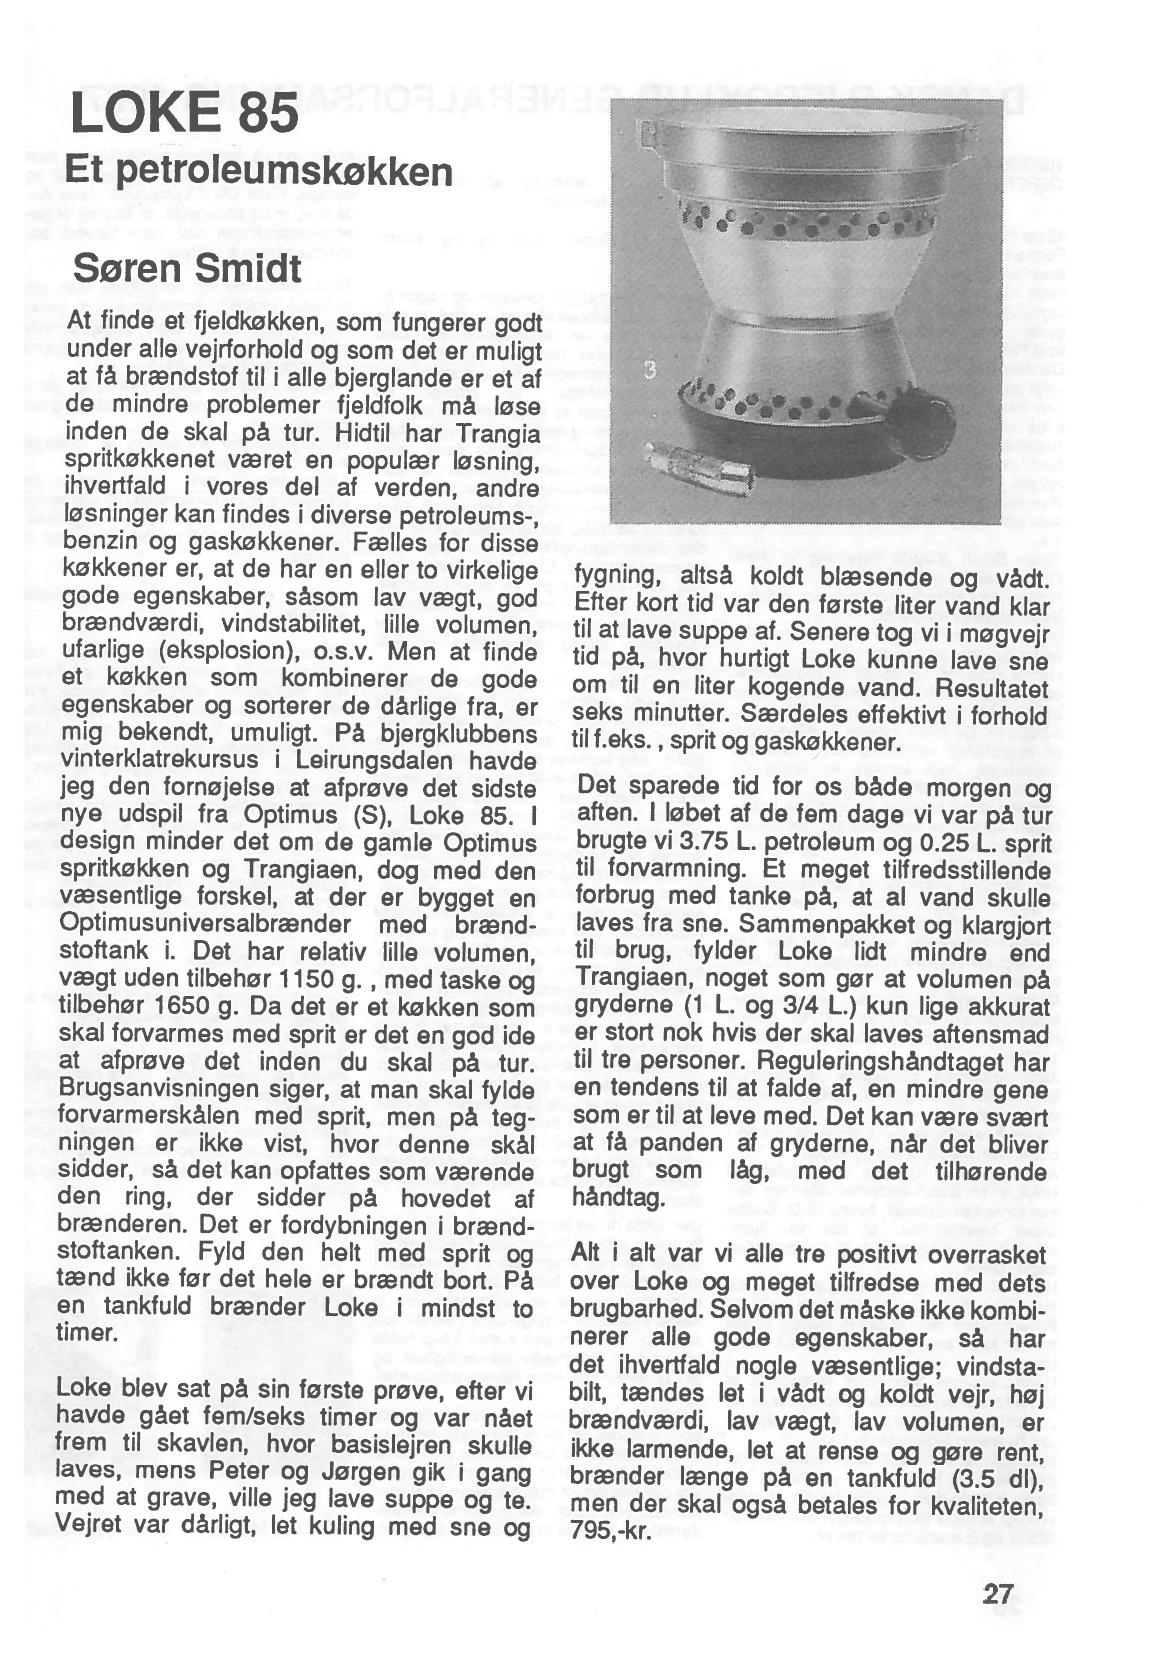 LOKE 85
Et petroleumskøkken
Søren Smidt
At finde et fjeldkøkken, som fungerer godt
under alle vejrforhold og som det er muligt
at få brændstof til i alle bjerglande er et af
de mindre problemer fjeldfolk må løse
inden de skal på tur. Hidtil har Trangia
spritkøkkenet været en populær løsning,
ihvertfald i vores del af verden, andre
løsninger kan findes i diverse petroleums-,
benzin og gaskøkkener. Fælles for disse
køkkener er, at de har en eller to virkelige
gode egenskaber, såsom lav vægt, god
brændværdi, vindstabilitet, lille volumen,
ufarlige (eksplosion), o.s.v. Men at finde
et køkken som kombinerer de gode
egenskaber og sorterer de dårlige fra, er
mig bekendt, umuligt. På bjergklubbens
vinterklatrekursus i Leirungsdalen havde
jeg den fornøjelse at afprøve det sidste
nye udspil fra Optimus (S), Loke 85. I
design minder det om de gamle Optimus
spritkøkken og Trangiaen, dog med den
væsentlige forskel, at der er bygget en
Optimusuniversalbrænder med brænd-
stoftank i. Det har relativ lille volumen,
vægt uden tilbehør 1150 g. , med taske og
tilbehør 1650 g. Da det er et køkken som
skal forvarmes med sprit er det en god ide
at afprøve det inden du skal på tur.
Brugsanvisningen siger, at man skal fylde
forvarmerskålen med sprit, men på teg-
ningen er ikke vist, hvor denne skål
sidder, så det kan opfattes som værende
den ring, der sidder på hovedet af
brænderen. Det er fordybningen i brænd-
stoftanken. Fyld den helt med sprit og
tænd ikke før det hele er brændt bort. På
en tankfuld brænder Loke i mindst to
timer.
Loke blev sat på sin første prøve, efter vi
havde gået fem/seks timer og var nået
frem til skavlen, hvor basislejren skulle
laves, mens Peter og Jørgen gik i gang
med at grave, ville jeg lave suppe og te.
Vejret var dårligt, let kuling med sne og
3
fygning, altså koldt blæsende og vådt.
Efter kort tid var den første liter vand klar
til at lave suppe af. Senere tog vi i møgvejr
tid på, hvor hurtigt Loke kunne lave sne
om til en liter kogende vand. Resultatet
seks minutter. Særdeles effektivt i forhold
til f.eks. , sprit og gaskøkkener.
Det sparede tid for os både morgen og
aften. I løbet af de fem dage vi var på tur
brugte vi 3.75 L. petroleum og 0.25 L. sprit
til forvarmning. Et meget tilfredsstillende
forbrug med tanke på, at al vand skulle
laves fra sne. Sammenpakket og klargjort
til brug, fylder Loke lidt mindre end
Trangiaen, noget som gør at volumen på
gryderne (1 L. og 3/4 L.) kun lige akkurat
er stort nok hvis der skal laves aftensmad
til tre personer. Reguleringshåndtaget har
en tendens til at falde af, en mindre gene
som er til at leve med. Det kan være svært
at få panden af gryderne, når det bliver
brugt som låg, med det tilhørende
håndtag.
Alt i alt var vi alle tre positivt overrasket
over Loke og meget tilfredse med dets
brugbarhed. Selvom det måske ikke kombi-
nerer alle gode egenskaber, så har
det ihvertfald nogle væsentlige; vindsta-
bilt, tændes let i vådt og koldt vejr, høj
brændværdi, lav vægt, lav volumen, er
ikke larmende, let at rense og gøre rent,
brænder længe på en tankfuld (3.5 dl),
men der skal også betales for kvaliteten,
795,-kr.
27